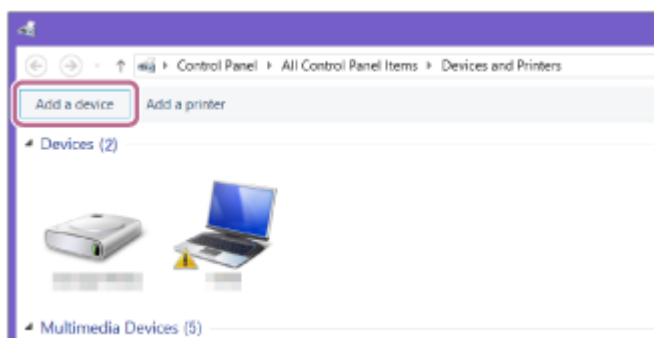 Control Panel ▸ All Control Panel Items ▸ Devices and Printers
Add a device Add a printer
Devices (2)
Multimedia Devices (5)